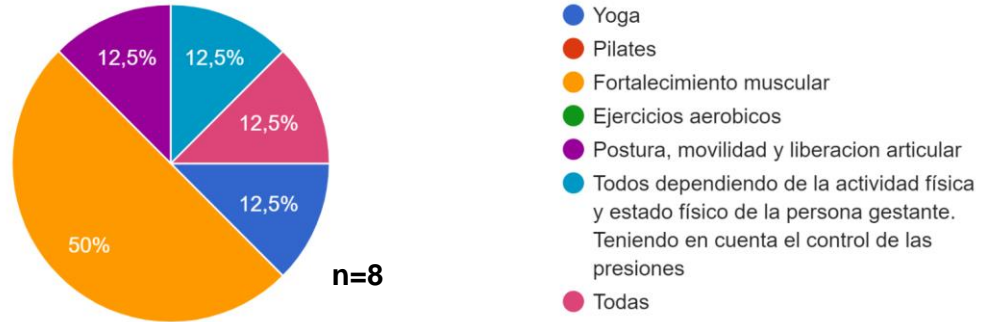 12,5%
12,5%
12,5%
12,5%
50%
n=8
Yoga
Pilates
Fortalecimiento muscular
Ejercicios aerobicos
Postura, movilidad y liberacion articular
Todos dependiendo de la actividad física
y estado físico de la persona gestante.
Teniendo en cuenta el control de las
presiones
Todas